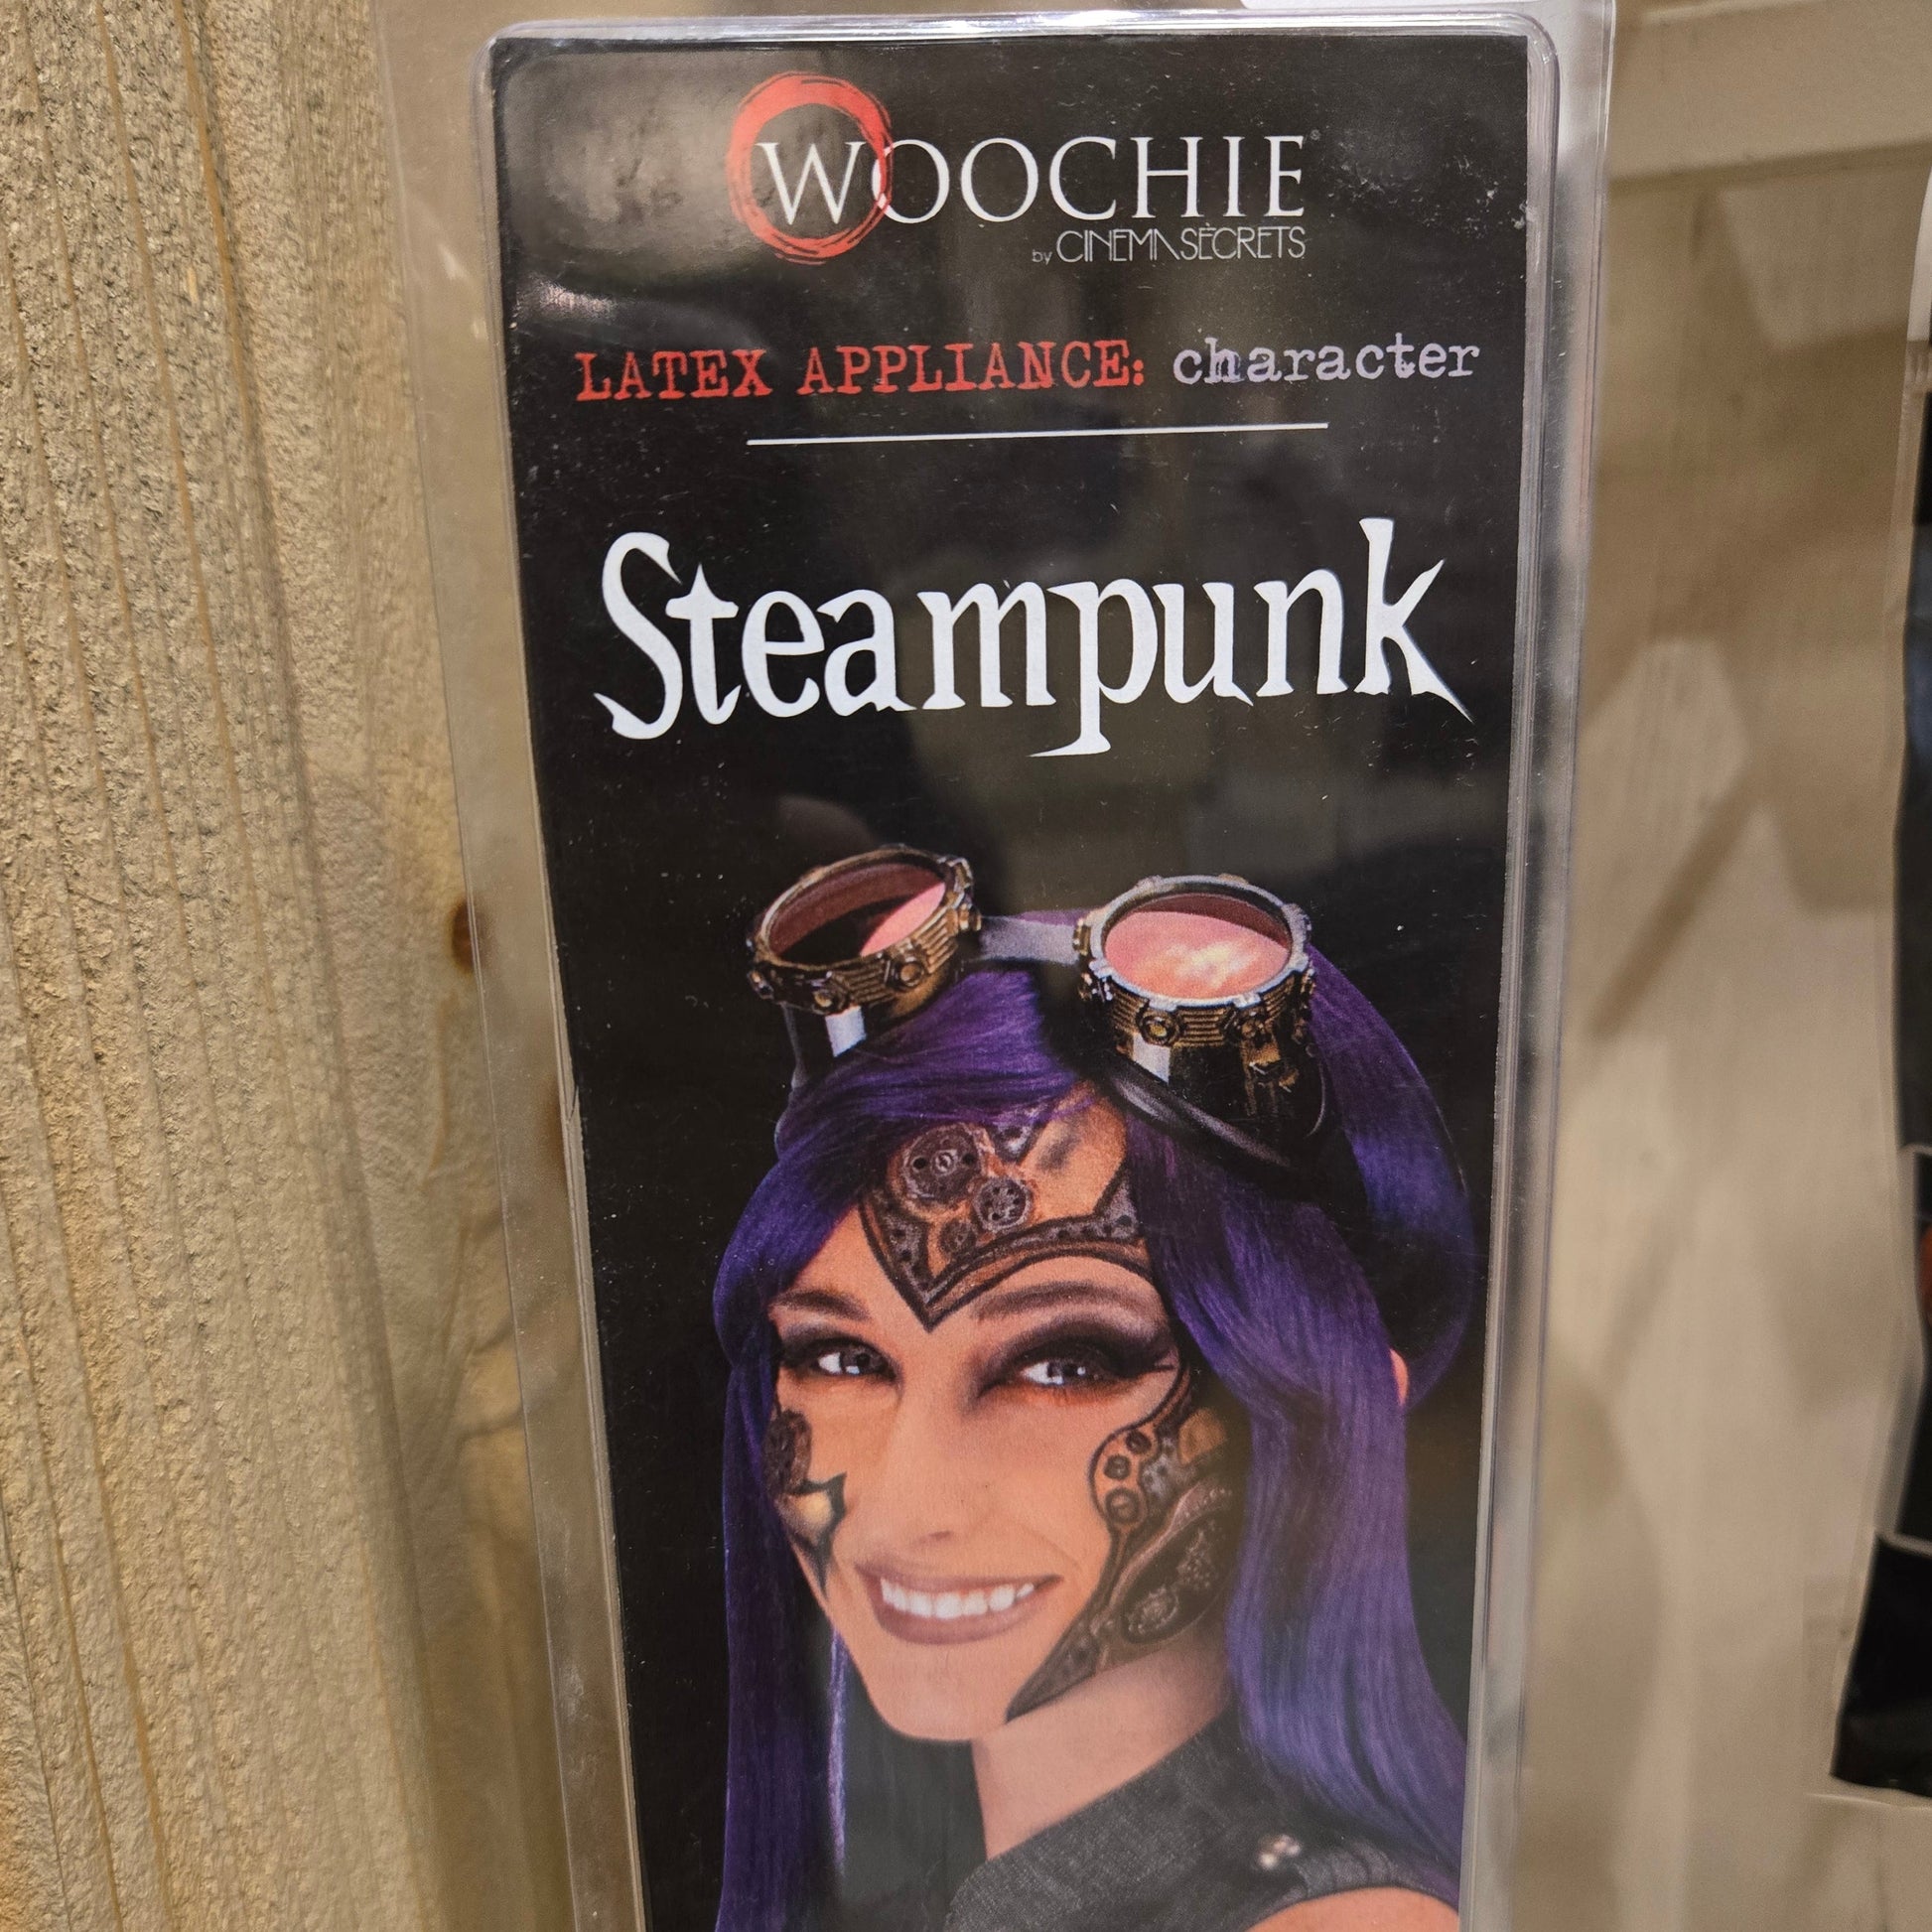 WOOCHIE®
by CINEMA SECRETS
LATEX APPLIANCE: character
Steampunk